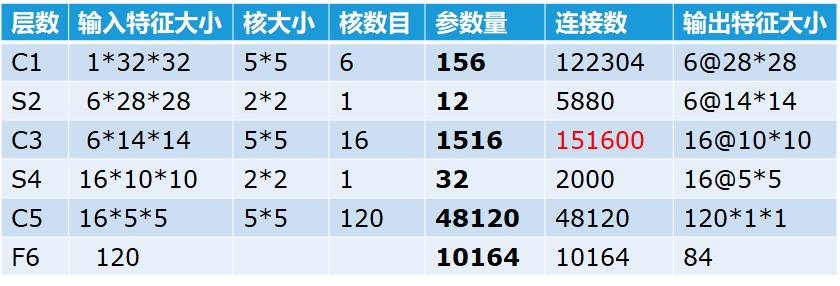 层数 输入特征大小 核大小 核数目 参数量 连接数 输出特征大小
C1 1*32*32 5*5 6 156 122304 6@28*28
S2 6*28*28 2*2 1 12 5880 6@14*14
C3 6*14*14 5*5 16 1516 151600 16@10*10
S4 16*10*10 2*2 1 32 2000 16@5*5
C5 16*5*5 5*5 120 48120 48120 120*1*1
F6 120 10164 10164 84